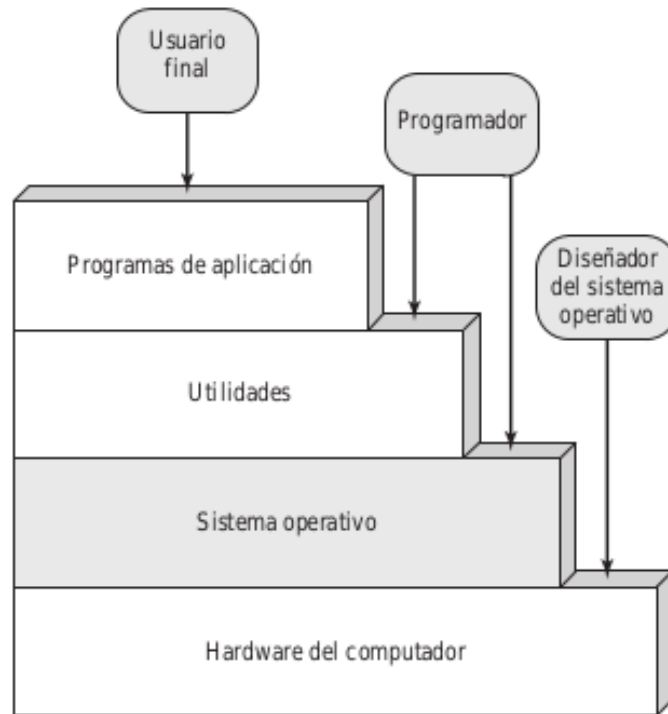 Usuario
final
Programador
Diseñador
del sistema
operativo
Programas de aplicación
Utilidades
Sistema operativo
Hardware del computador